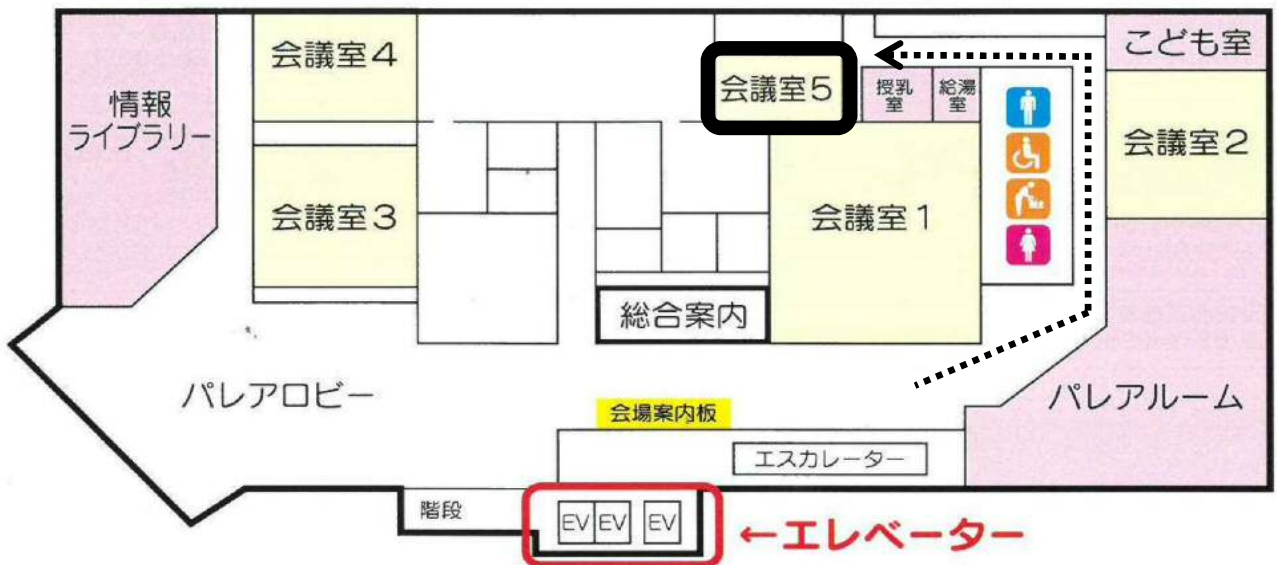 会議室4
会議室5
こども室
情報
ライブラリー
授乳
室
給湯
室
会議室2
会議室3
会議室1
総合案内
パレアロビー
会場案内板
パレアルーム
エスカレーター
階段
EV
EV
EV
←エレベーター